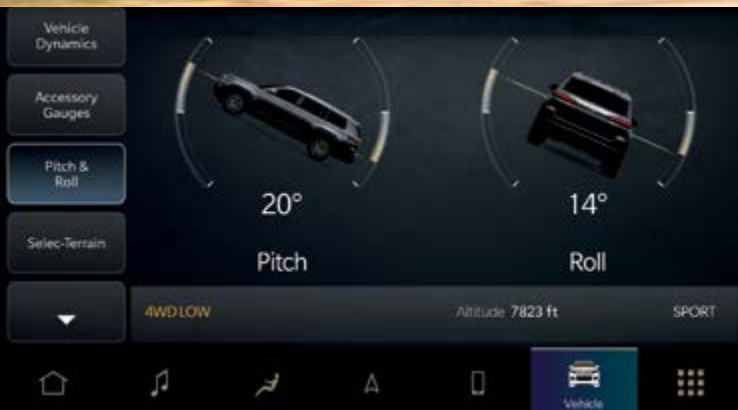 Vehicle
Dynamics
Accessory
Gauges
Pitch &
Roll
Selec-Terrain
20°
Pitch
14°
Roll
4WD LOW
Altitude 7823 ft
SPORT
Vehicle